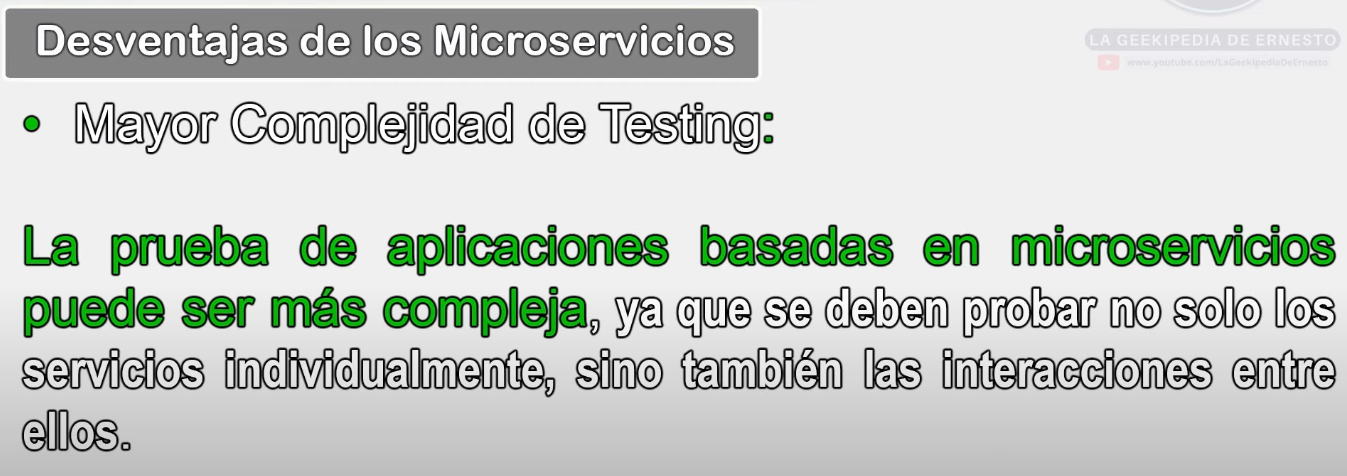 Desventajas de los Microservicios
LA GEEKIPEDIA DE ERNESTO
www.youtube.com/LaGeekipediaDeErnesto
• Mayor Complejidad de Testing:
La prueba de aplicaciones basadas en microservicios
puede ser más compleja, ya que se deben probar no solo los
servicios individualmente, sino también las interacciones entre
ellos.